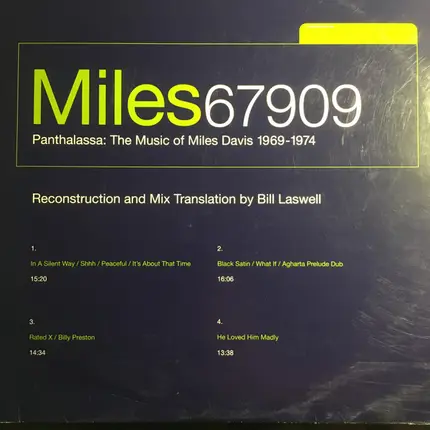 Miles67909
Panthalassa: The Music of Miles Davis 1969-1974
Reconstruction and Mix Translation by Bill Laswell
1.
In A Silent Way / Shhh / Peaceful / It's About That Time
15:20
2.
Black Satin / What If / Agharta Prelude Dub
16:06
3.
Rated X / Billy Preston
14:34
4.
He Loved Him Madly
13:38